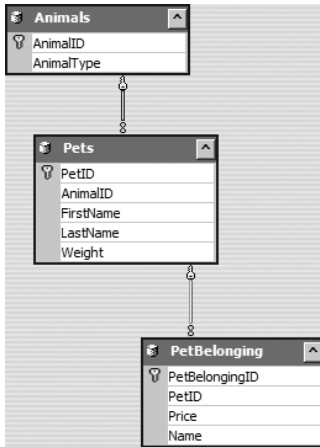 Animals
AnimalID
AnimalType
Pets
PetID
AnimalID
FirstName
LastName
Weight
PetBelonging
PetBelongingID
PetID
Price
Name